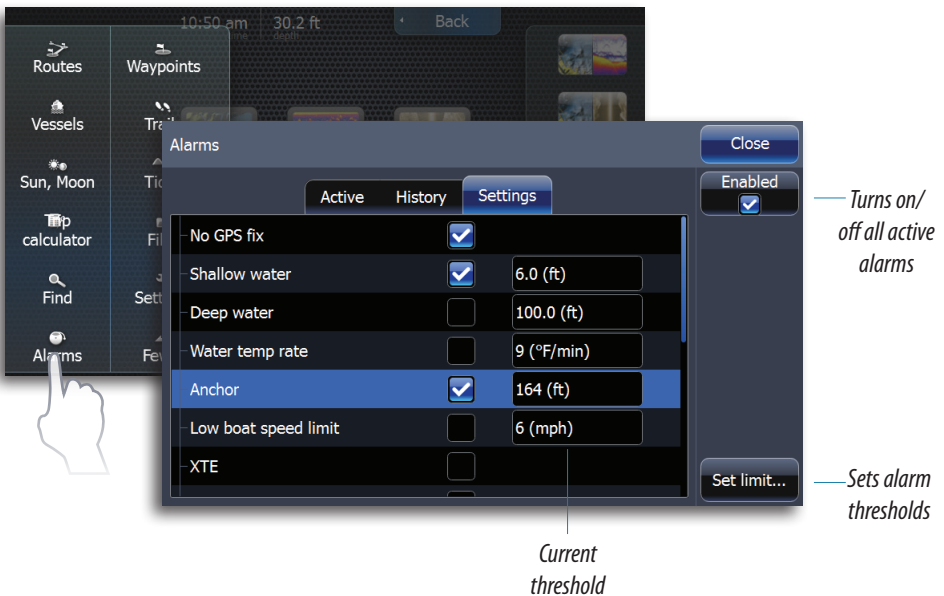 10:50 am 30.2 ft Back
depth
Routes Waypoints
Vessels
Sun, Moon
Trip calculator
Find
Alarms
Alarms Close
Active History Settings
Enabled
No GPS fix
Shallow water 6.0 (ft)
Deep water 100.0 (ft)
Water temp rate 9 (°F/min)
Anchor 164 (ft)
Low boat speed limit 6 (mph)
XTE
Set limit...
Turns on/
off all active
alarms
Sets alarm
thresholds
Current
threshold